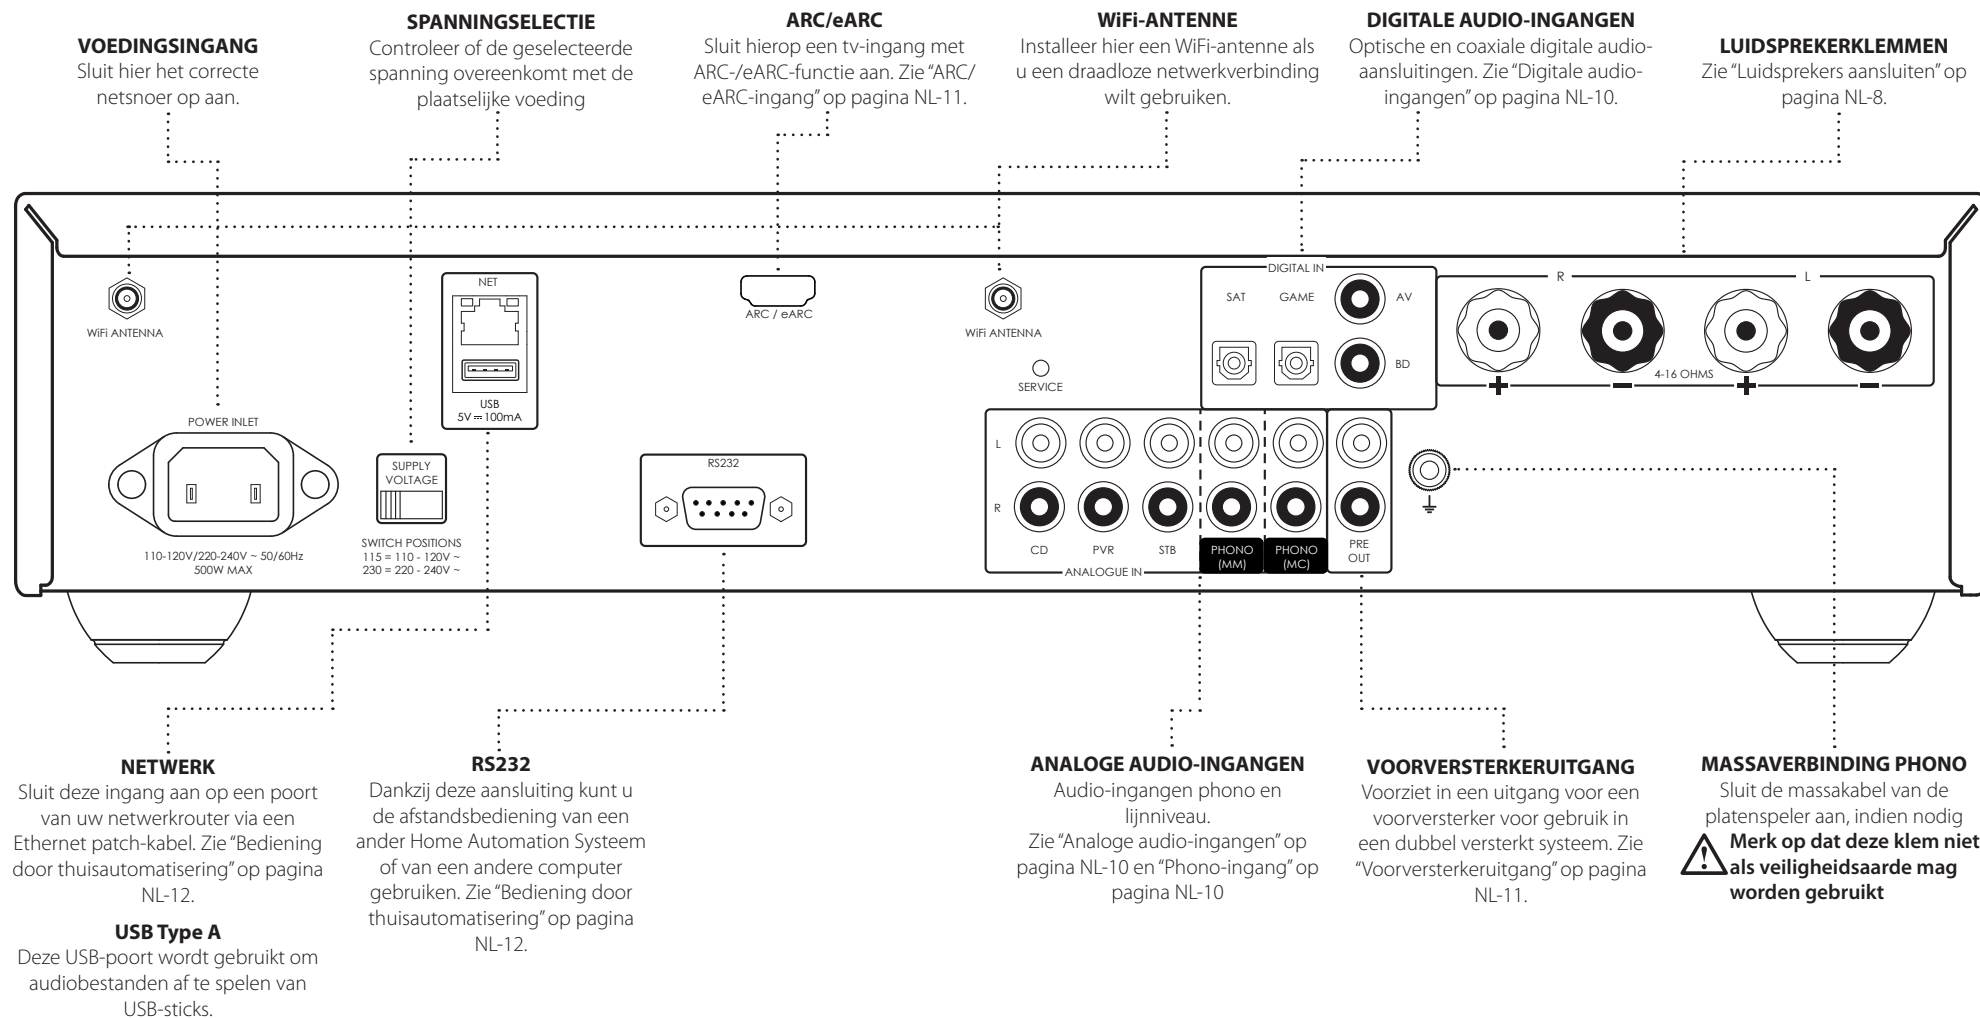 VOEDINGSINGANG
Sluit hier het correcte
netsnoer op aan.
SPANNINGSELECTIE
Controleer of de geselecteerde
spanning overeenkomt met de
plaatselijke voeding
ARC/eARC
Sluit hierop een tv-ingang met
ARC-/eARC-functie aan. Zie “ARC/
eARC-ingang” op pagina NL-11.
WiFi-ANTENNE
Installeer hier een WiFi-antenne als
u een draadloze netwerkverbinding
wilt gebruiken.
DIGITALE AUDIO-INGANGEN
Optische en coaxiale digitale audio-
aansluitingen. Zie “Digitale audio-
ingangen” op pagina NL-10.
LUIDSPREKERKLEMMEN
Zie “Luidsprekers aansluiten” op
pagina NL-8.
WiFi ANTENNA
NET
USB
5V ⎓ 100mA
ARC / eARC
WiFi ANTENNA
SERVICE
DIGITAL IN
SAT
GAME
AV
BD
R
L
4-16 OHMS
+
−
+
−
POWER INLET
110-120V/220-240V ~ 50/60Hz
500W MAX
SUPPLY
VOLTAGE
SWITCH POSITIONS
115 = 110 - 120V ~
230 = 220 - 240V ~
RS232
L
R
CD
PVR
STB
PHONO
(MM)
PHONO
(MC)
PRE
OUT
ANALOGUE IN
NETWERK
Sluit deze ingang aan op een poort
van uw netwerkrouter via een
Ethernet patch-kabel. Zie “Bediening
door thuisautomatisering” op pagina
NL-12.
USB Type A
Deze USB-poort wordt gebruikt om
audiobestanden af te spelen van
USB-sticks.
RS232
Dankzij deze aansluiting kunt u
de afstandsbediening van een
ander Home Automation Systeem
of van een andere computer
gebruiken. Zie “Bediening door
thuisautomatisering” op pagina
NL-12.
ANALOGE AUDIO-INGANGEN
Audio-ingangen phono en
lijnniveau.
Zie “Analoge audio-ingangen” op
pagina NL-10 en “Phono-ingang” op
pagina NL-10
VOORVERSTERKERUITGANG
Voorziet in een uitgang voor een
voorversterker voor gebruik in
een dubbel versterkt systeem. Zie
“Voorversterkeruitgang” op pagina
NL-11.
MASSAVERBINDING PHONO
Sluit de massakabel van de
platenspeler aan, indien nodig
Merk op dat deze klem niet
als veiligheidsaarde mag
worden gebruikt